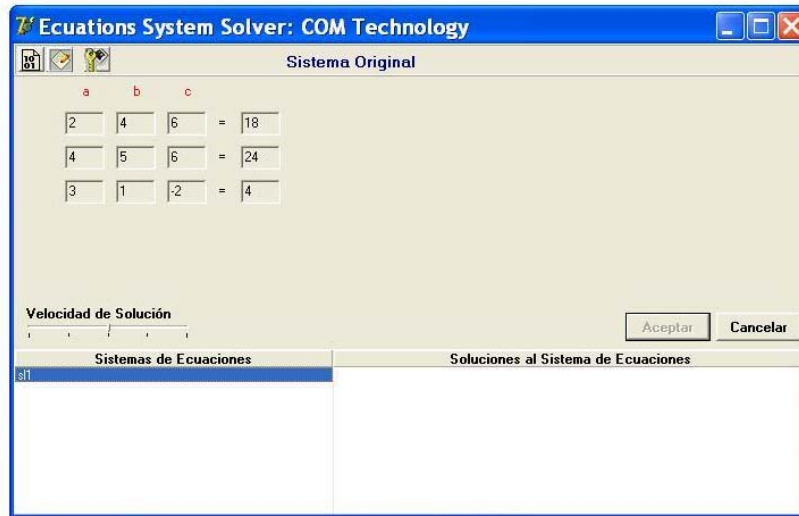 Ecuations System Solver: COM Technology
Sistema Original
a b c
2 4 6 = 18
4 5 6 = 24
3 1 -2 = 4
Velocidad de Solución
Aceptar Cancelar
Sistemas de Ecuaciones Soluciones al Sistema de Ecuaciones
sl1